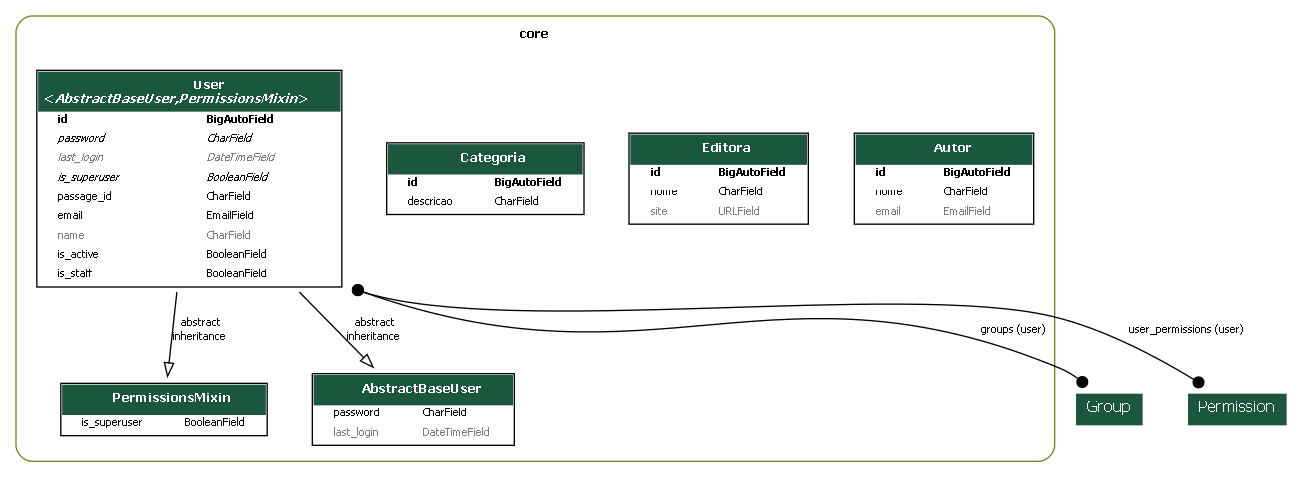 core
User
<AbstractBaseUser,PermissionsMixin>
id BigAutoField
password CharField
last_login DateTimeField
is_superuser BooleanField
passage_id CharField
email EmailField
name CharField
is_active BooleanField
is_staff BooleanField
Categoria
id BigAutoField
descricao CharField
Editora
id BigAutoField
nome CharField
site URLField
Autor
id BigAutoField
nome CharField
email EmailField
abstract
inheritance
abstract
inheritance
groups (user)
user_permissions (user)
PermissionsMixin
is_superuser BooleanField
AbstractBaseUser
password CharField
last_login DateTimeField
Group
Permission